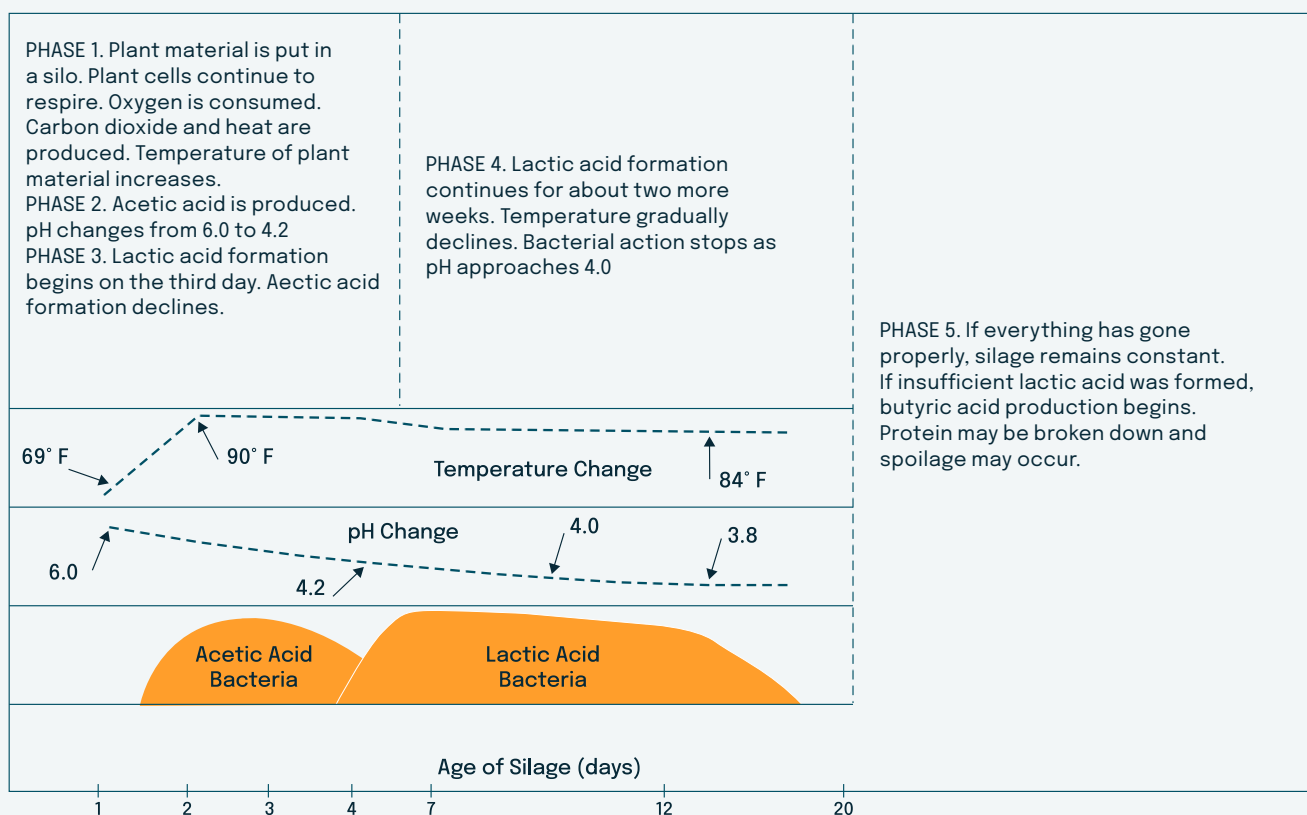 PHASE 1. Plant material is put in
a silo. Plant cells continue to
respire. Oxygen is consumed.
Carbon dioxide and heat are
produced. Temperature of plant
material increases.
PHASE 2. Acetic acid is produced.
pH changes from 6.0 to 4.2
PHASE 3. Lactic acid formation
begins on the third day. Aectic acid
formation declines.
PHASE 4. Lactic acid formation
continues for about two more
weeks. Temperature gradually
declines. Bacterial action stops as
pH approaches 4.0
PHASE 5. If everything has gone
properly, silage remains constant.
If insufficient lactic acid was formed,
butyric acid production begins.
Protein may be broken down and
spoilage may occur.
69° F
90° F
Temperature Change
84° F
pH Change
6.0
4.2
4.0
3.8
Acetic Acid
Bacteria
Lactic Acid
Bacteria
Age of Silage (days)
1 2 3 4 7 12 20